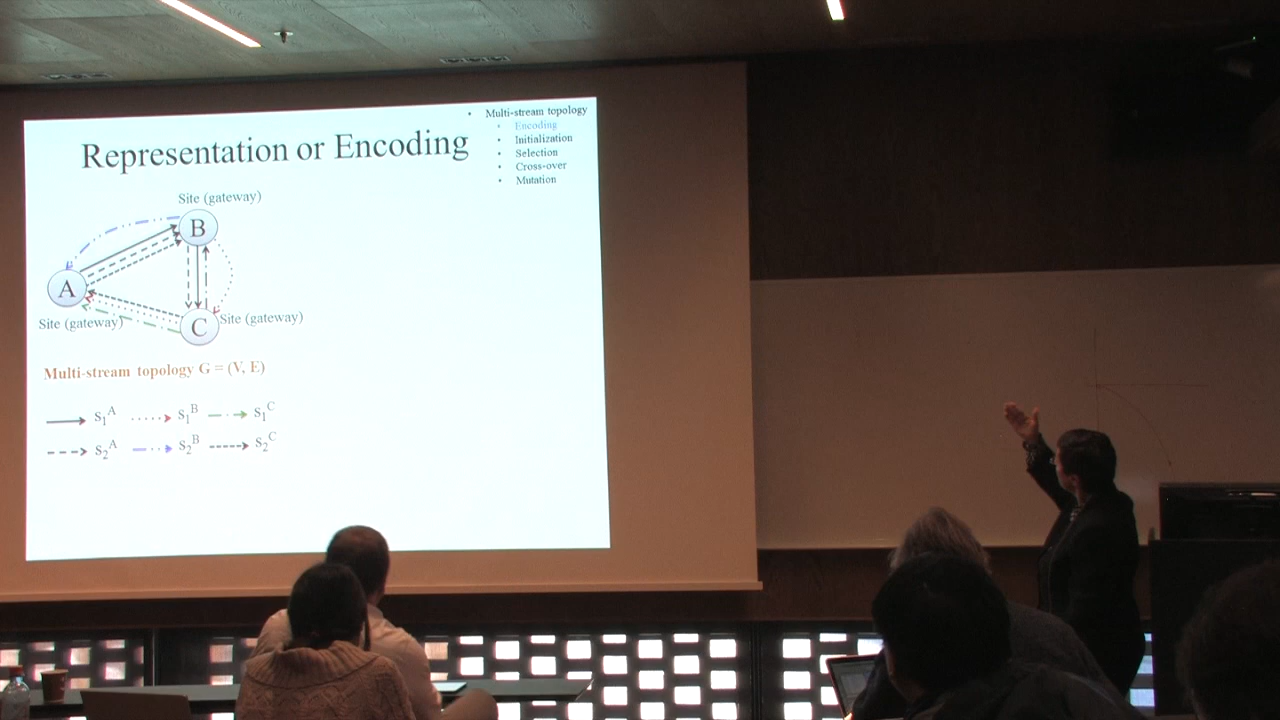 Representation or Encoding
• Multi-stream topology
• Encoding
• Initialization
• Selection
• Cross-over
• Mutation
Site (gateway)
B
A
Site (gateway)
C
Site (gateway)
Multi-stream topology G = (V, E)
S₁ᴬ S₁ᴮ S₁ᶜ
S₂ᴬ S₂ᴮ S₂ᶜ